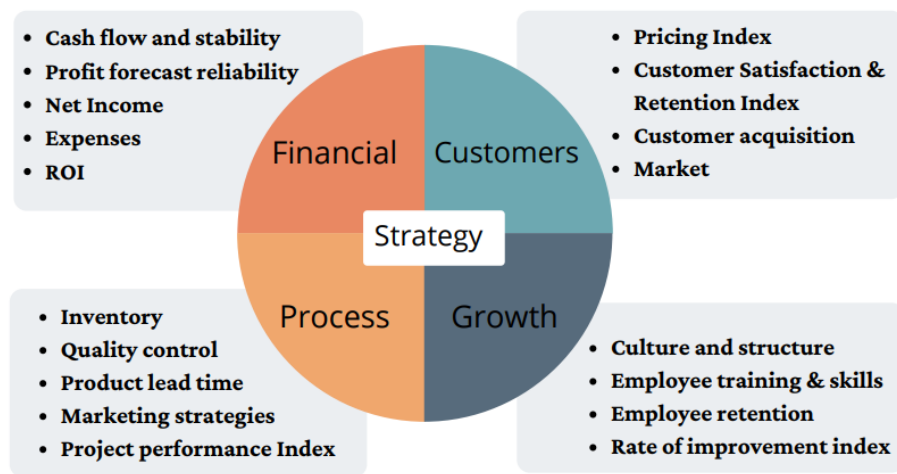 • Cash flow and stability
• Profit forecast reliability
• Net Income
• Expenses
• ROI
• Pricing Index
• Customer Satisfaction &
Retention Index
• Customer acquisition
• Market
Financial
Customers
Strategy
Process
Growth
• Inventory
• Quality control
• Product lead time
• Marketing strategies
• Project performance Index
• Culture and structure
• Employee training & skills
• Employee retention
• Rate of improvement index